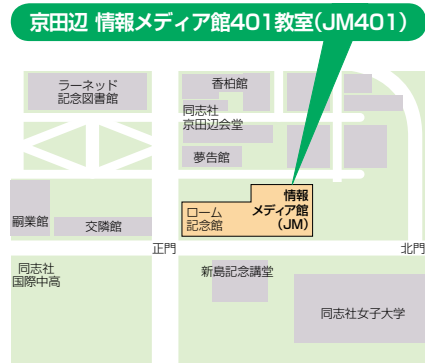 京田辺 情報メディア館401教室(JM401)
ラーネッド
記念図書館
香柏館
同志社
京田辺会堂
夢告館
嗣業館
交隣館
ローム
記念館
情報
メディア館
(JM)
正門
北門
同志社
国際中高
新島記念講堂
同志社女子大学